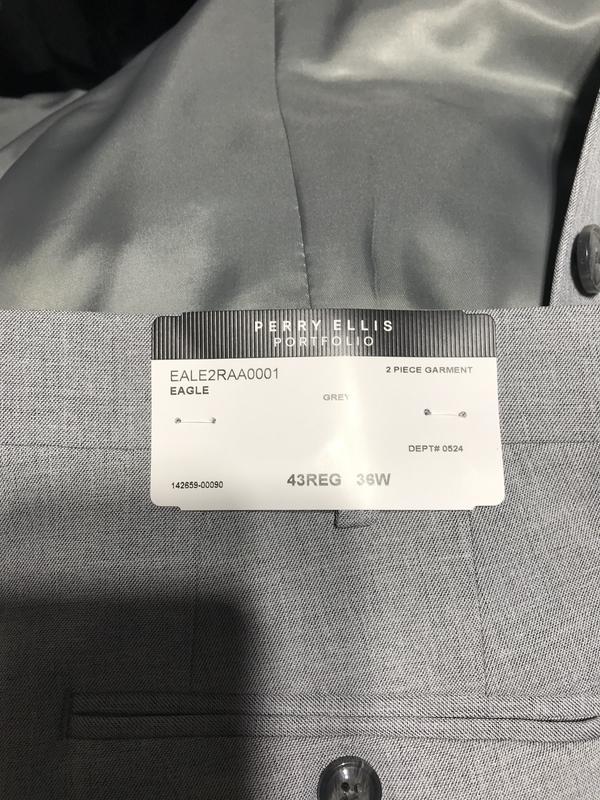 PERRY ELLIS
PORTFOLIO
EALE2RAA0001
2 PIECE GARMENT
EAGLE
GREY
DEPT# 0524
142659-00090
43REG 36W